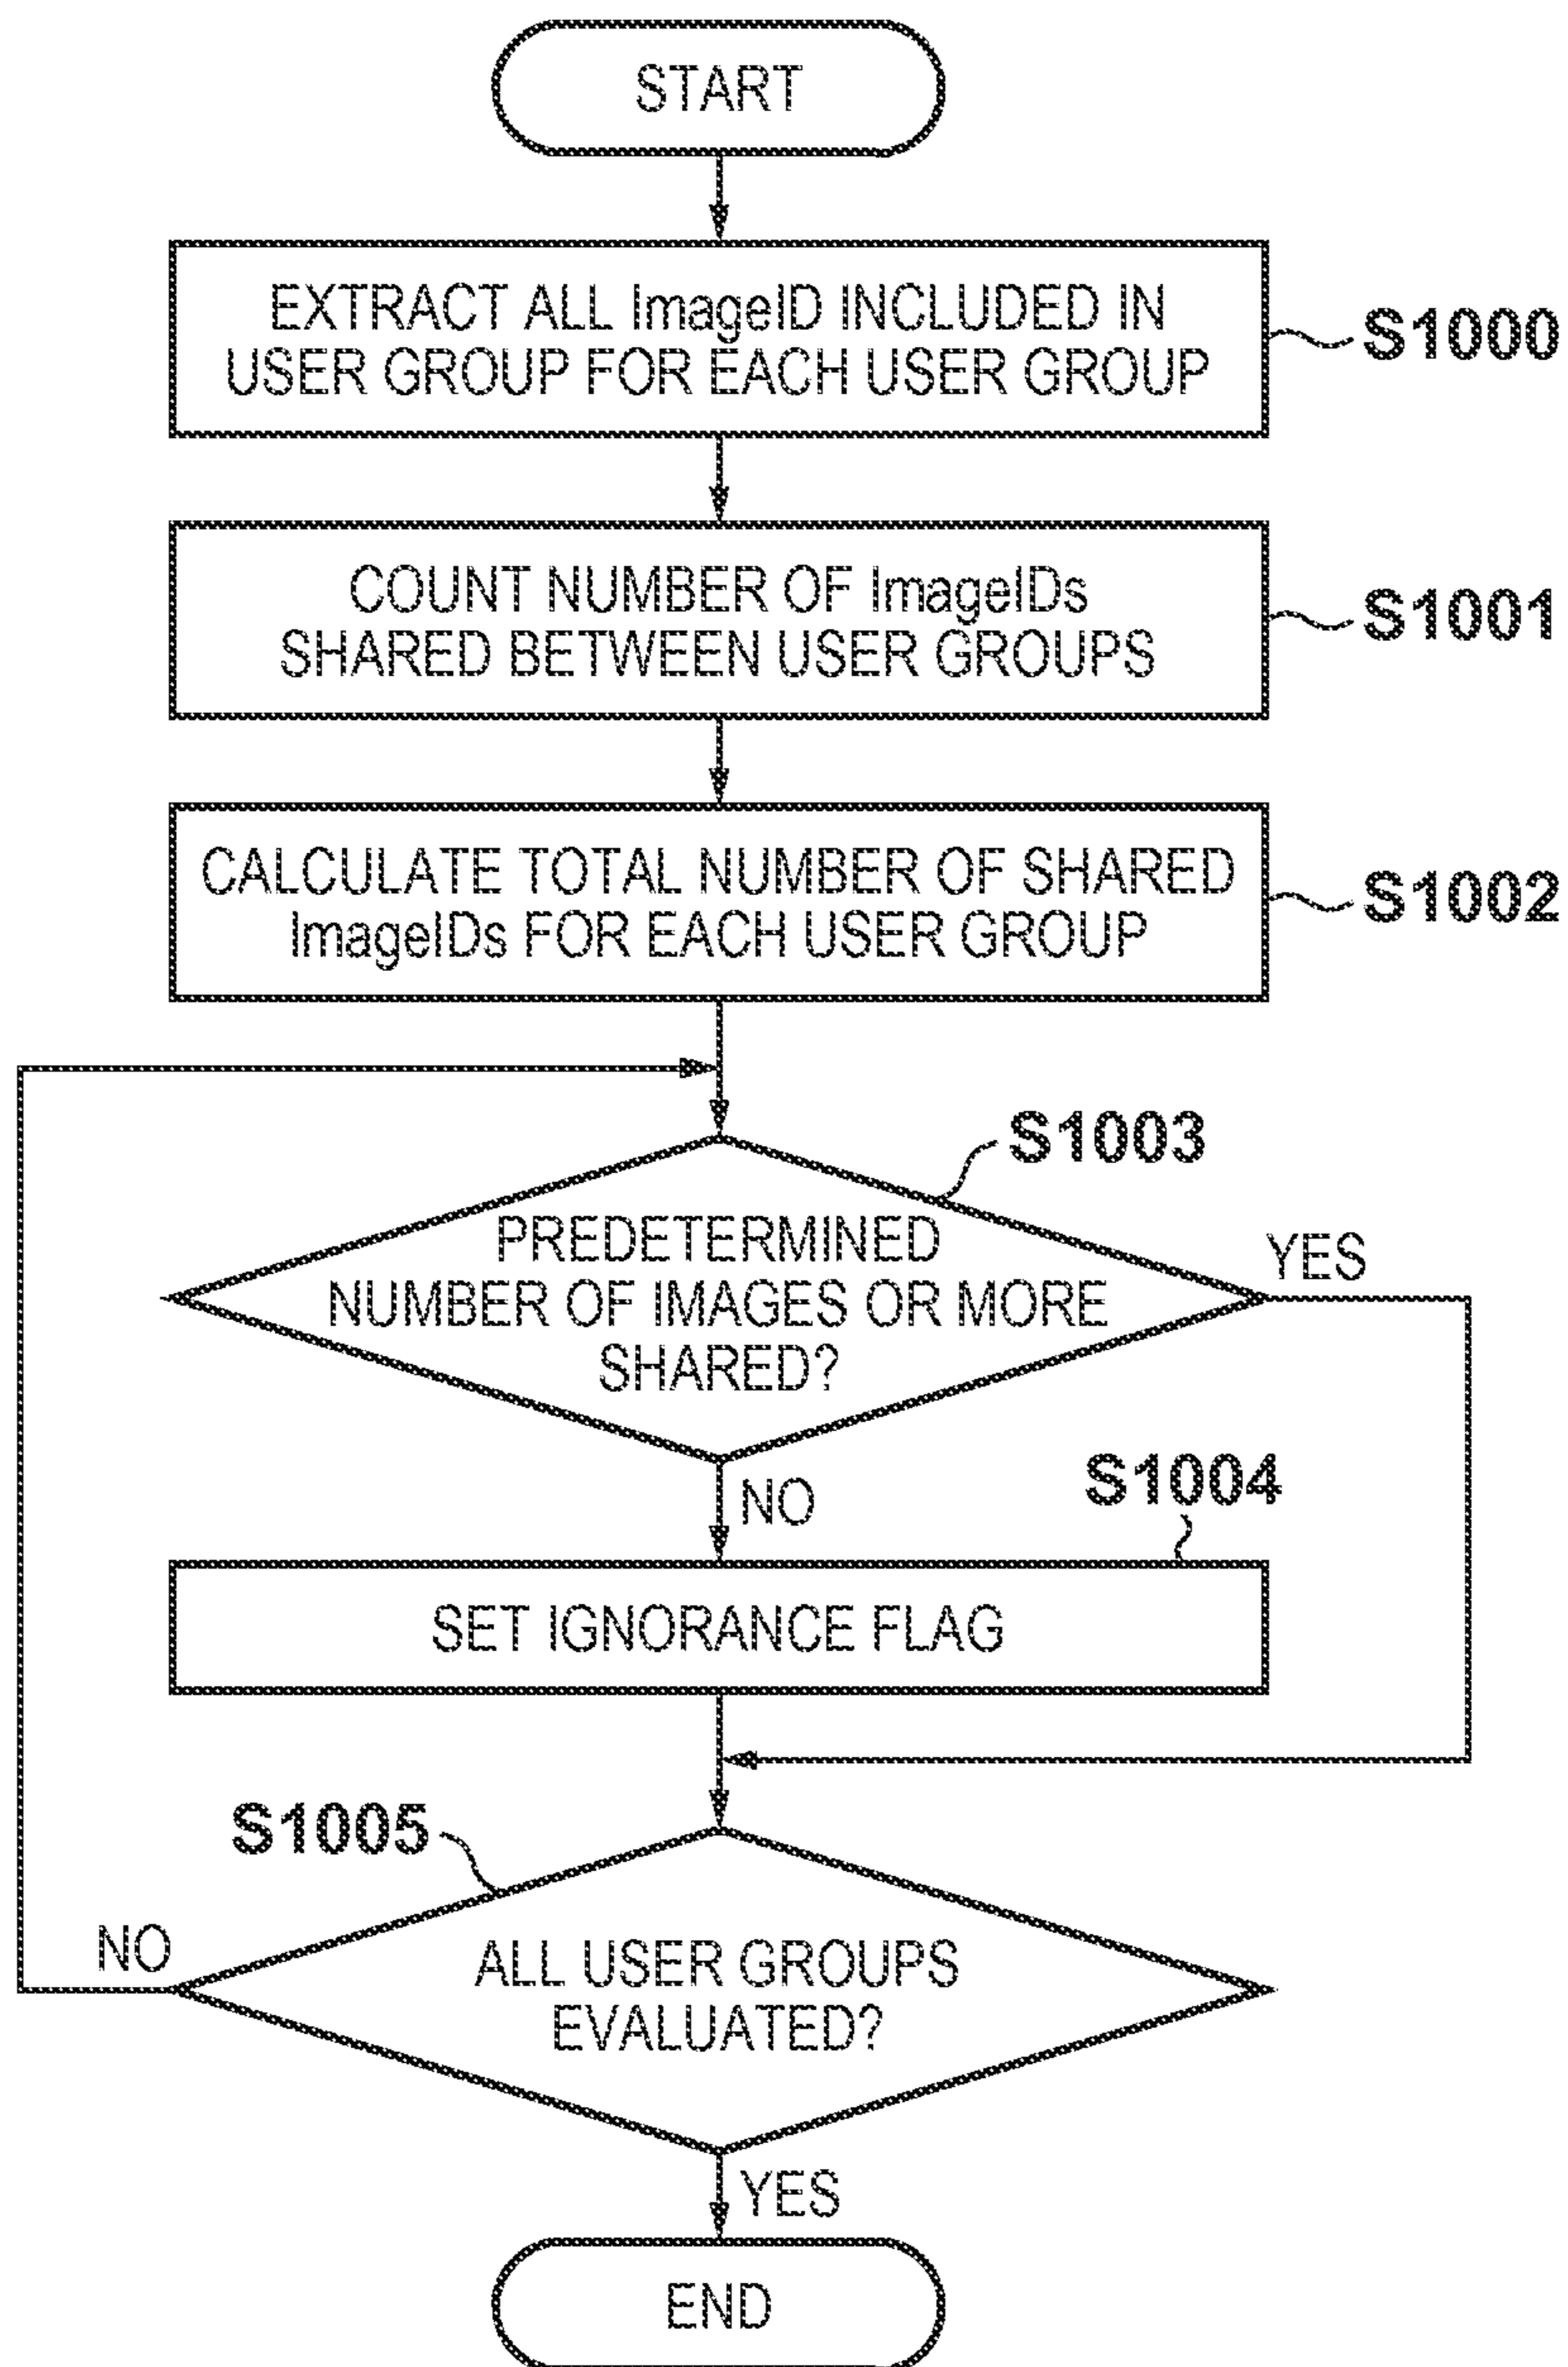 START
EXTRACT ALL ImageID INCLUDED IN
USER GROUP FOR EACH USER GROUP
S1000
COUNT NUMBER OF ImageIDs
SHARED BETWEEN USER GROUPS
S1001
CALCULATE TOTAL NUMBER OF SHARED
ImageIDs FOR EACH USER GROUP
S1002
S1003
PREDETERMINED
NUMBER OF IMAGES OR MORE
SHARED?
YES
NO
S1004
SET IGNORANCE FLAG
S1005
NO
ALL USER GROUPS
EVALUATED?
YES
END